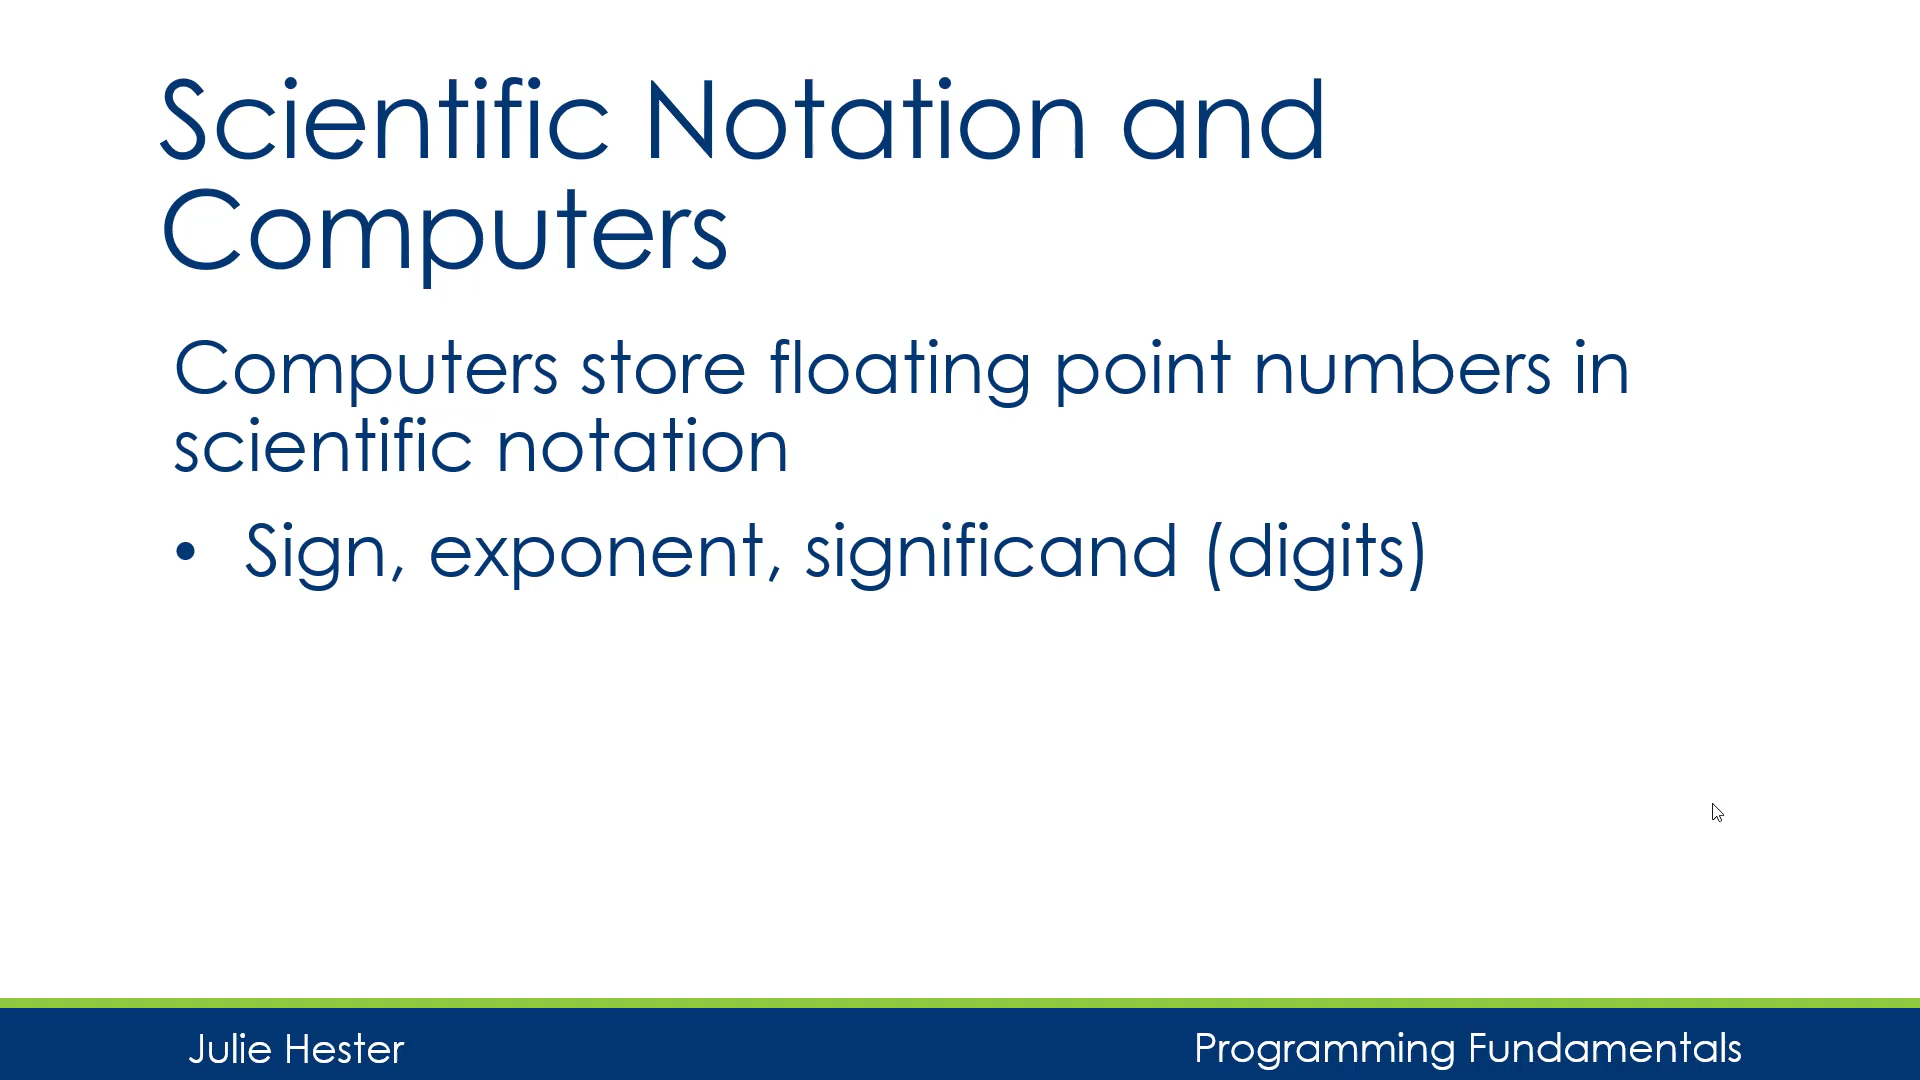 Scientific Notation and
Computers
Computers store floating point numbers in
scientific notation
• Sign, exponent, significand (digits)
Julie Hester
Programming Fundamentals